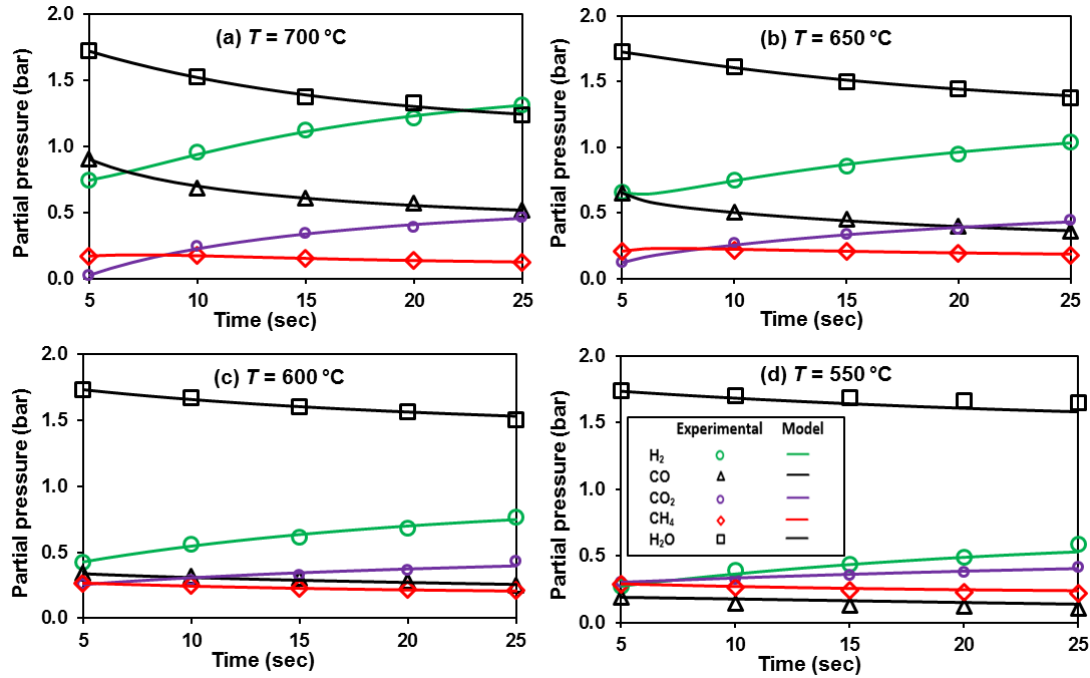 (a) T = 700 °C
Partial pressure (bar)
2.0
1.5
1.0
0.5
0.0
5 10 15 20 25
Time (sec)
(b) T = 650 °C
Partial pressure (bar)
2.0
1.5
1.0
0.5
0.0
5 10 15 20 25
Time (sec)
(c) T = 600 °C
Partial pressure (bar)
2.0
1.5
1.0
0.5
0.0
5 10 15 20 25
Time (sec)
(d) T = 550 °C
Partial pressure (bar)
2.0
1.5
1.0
0.5
0.0
5 10 15 20 25
Time (sec)
Experimental Model
H₂
CO
CO₂
CH₄
H₂O